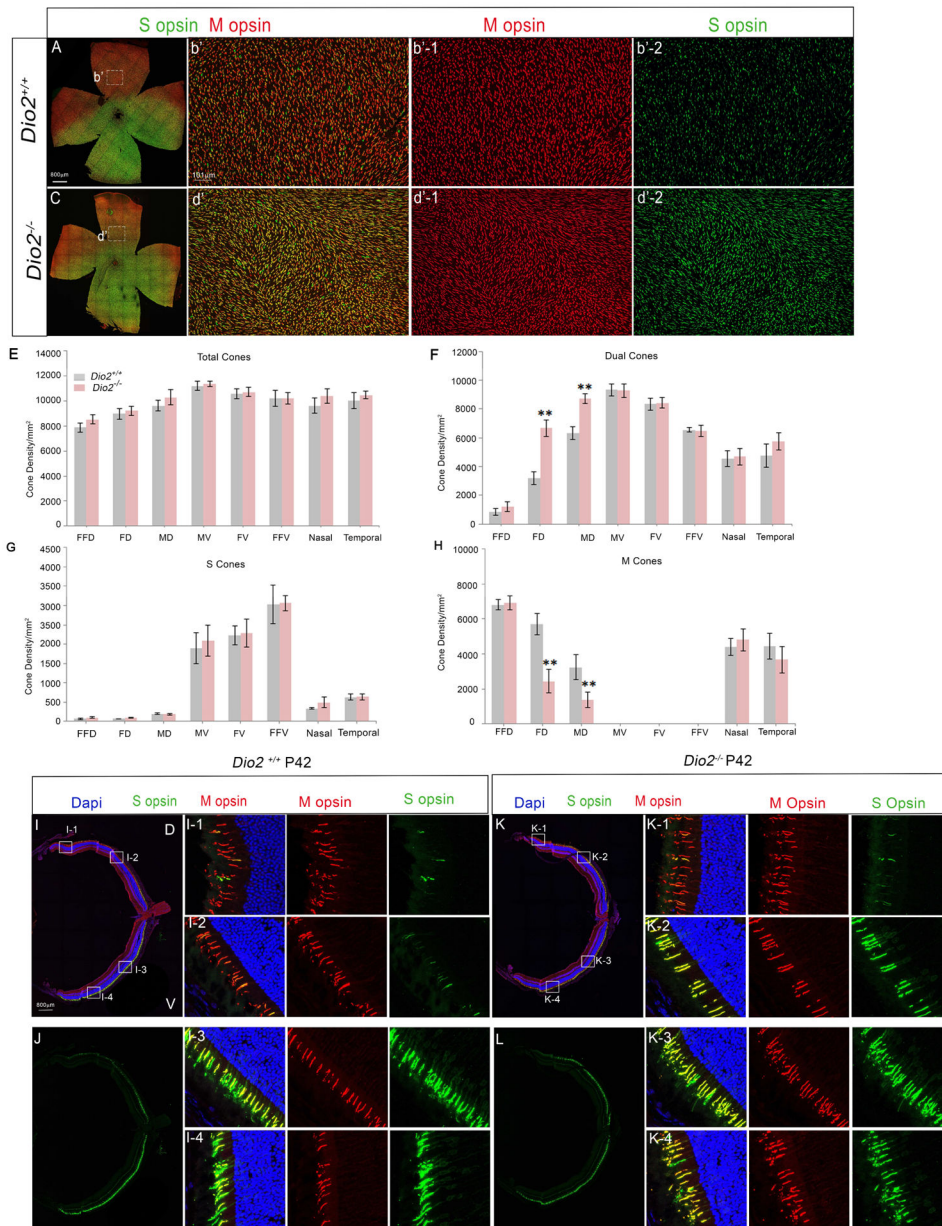 S opsin M opsin M opsin S opsin
Dio2+/+
A b' b' b'-1 b'-2
800µm 101µm
Dio2-/-
C d' d' d'-1 d'-2
E Total Cones
Cone Density/mm²
14000
12000
10000
8000
6000
4000
2000
0
Dio2+/+
Dio2-/-
FFD FD MD MV FV FFV Nasal Temporal
F Dual Cones
Cone Density/mm²
12000
10000
8000
6000
4000
2000
0
** **
FFD FD MD MV FV FFV Nasal Temporal
G S Cones
Cone Density/mm²
4500
4000
3500
3000
2500
2000
1500
1000
500
0
FFD FD MD MV FV FFV Nasal Temporal
H M Cones
Cone Density/mm²
8000
6000
4000
2000
0
** **
FFD FD MD MV FV FFV Nasal Temporal
Dio2 +/+ P42
Dapi S opsin M opsin M opsin S opsin
I D I-1 I-2 I-3 I-4 V
800µm
I-1
I-2
J
I-3
I-4
Dio2-/- P42
Dapi S opsin M opsin M Opsin S Opsin
K K-1 K-2 K-3 K-4
K-1
K-2
L
K-3
K-4